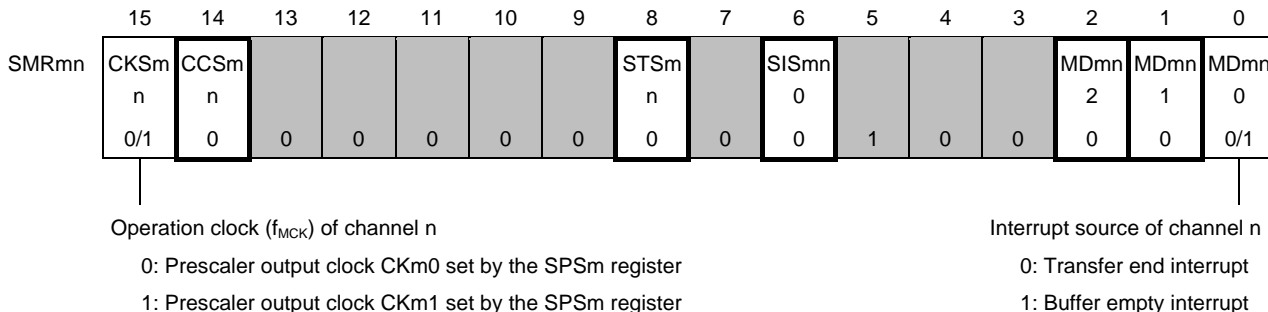 15 14 13 12 11 10 9 8 7 6 5 4 3 2 1 0
SMRmn CKSm CCSm STSm SISmn MDmn MDmn MDmn
n n n 0 2 1 0
0/1 0 0 0 0 0 0 0 0 0 1 0 0 0 0 0/1
Operation clock (fMCK) of channel n
0: Prescaler output clock CKm0 set by the SPSm register
1: Prescaler output clock CKm1 set by the SPSm register
Interrupt source of channel n
0: Transfer end interrupt
1: Buffer empty interrupt